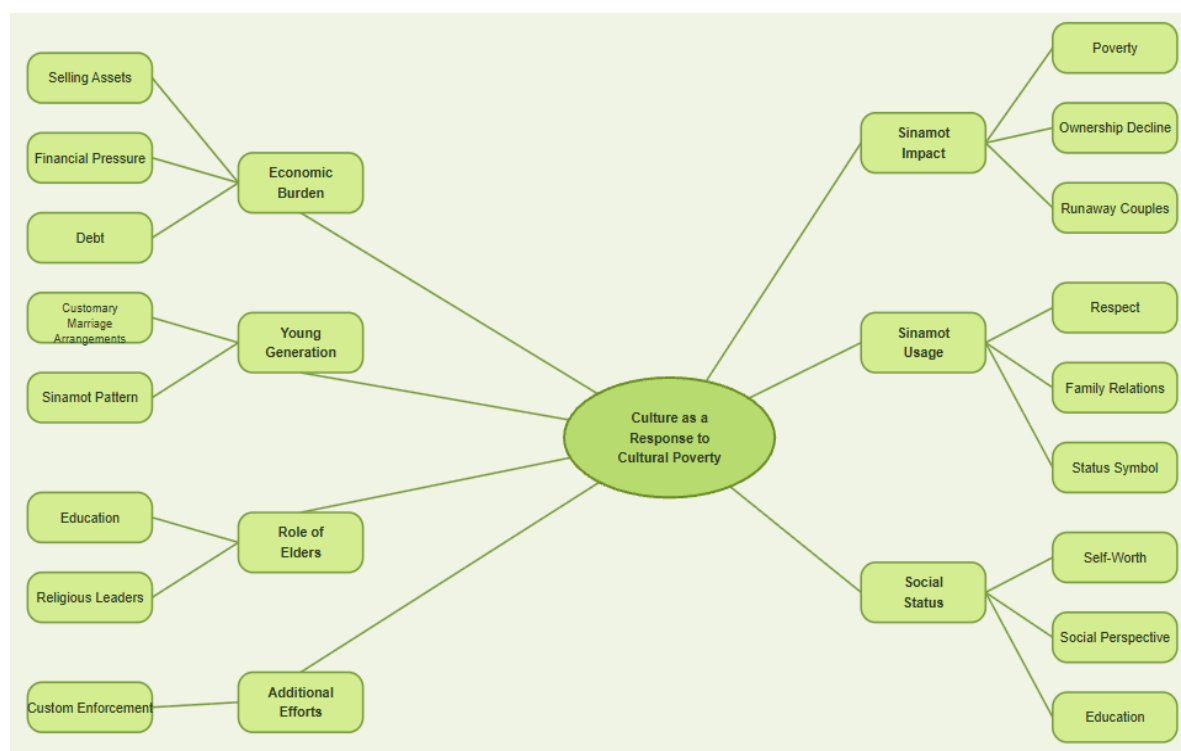 Selling Assets
Financial Pressure
Debt
Economic
Burden
Customary
Marriage
Arrangements
Sinamot Pattern
Young
Generation
Education
Religious Leaders
Role of
Elders
Custom Enforcement
Additional
Efforts
Culture as a
Response to
Cultural Poverty
Sinamot
Impact
Poverty
Ownership Decline
Runaway Couples
Sinamot
Usage
Respect
Family Relations
Status Symbol
Social
Status
Self-Worth
Social Perspective
Education